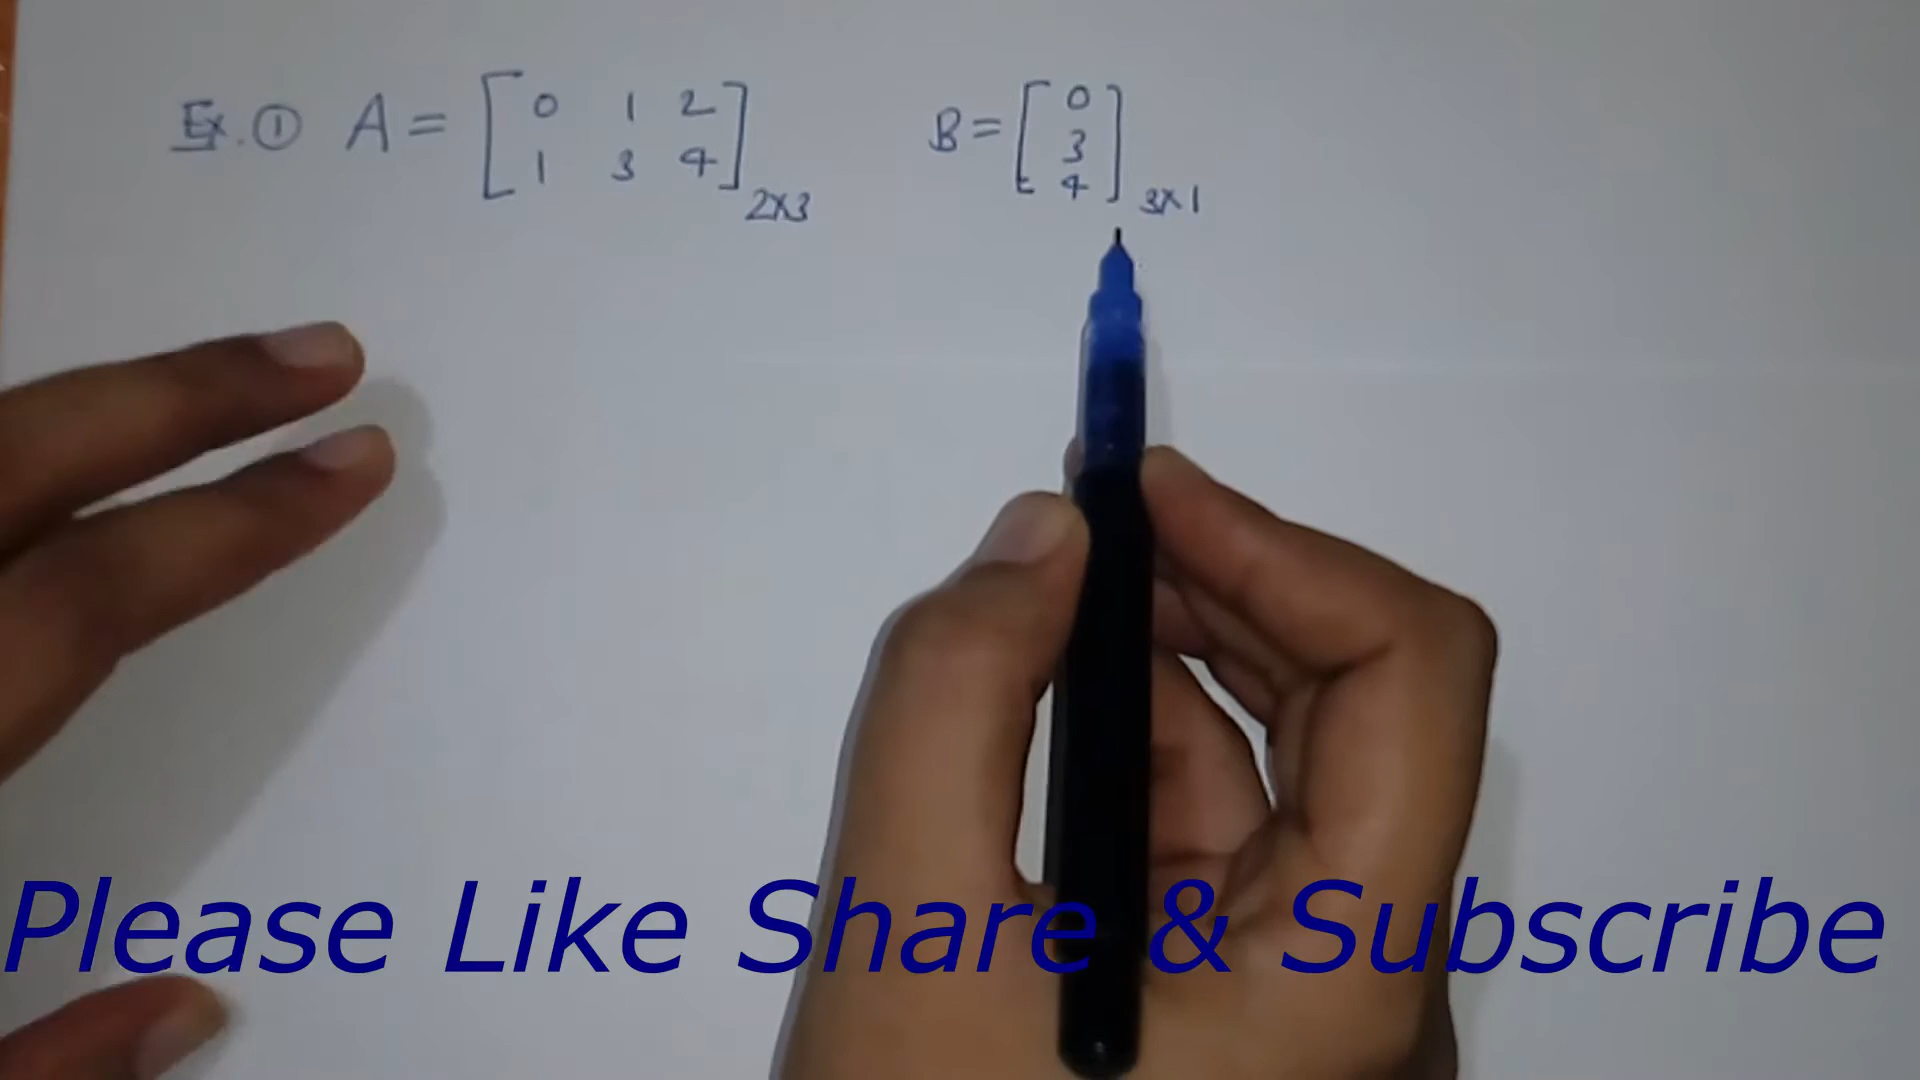 Ex. ① A = [ 0 1 2 B = [ 0
1 3 4 ] 2x3 3
4 ] 3x1
Please Like Share & Subscribe